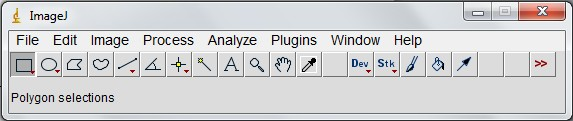 ImageJ
File Edit Image Process Analyze Plugins Window Help
A Dev Stk >>
Polygon selections